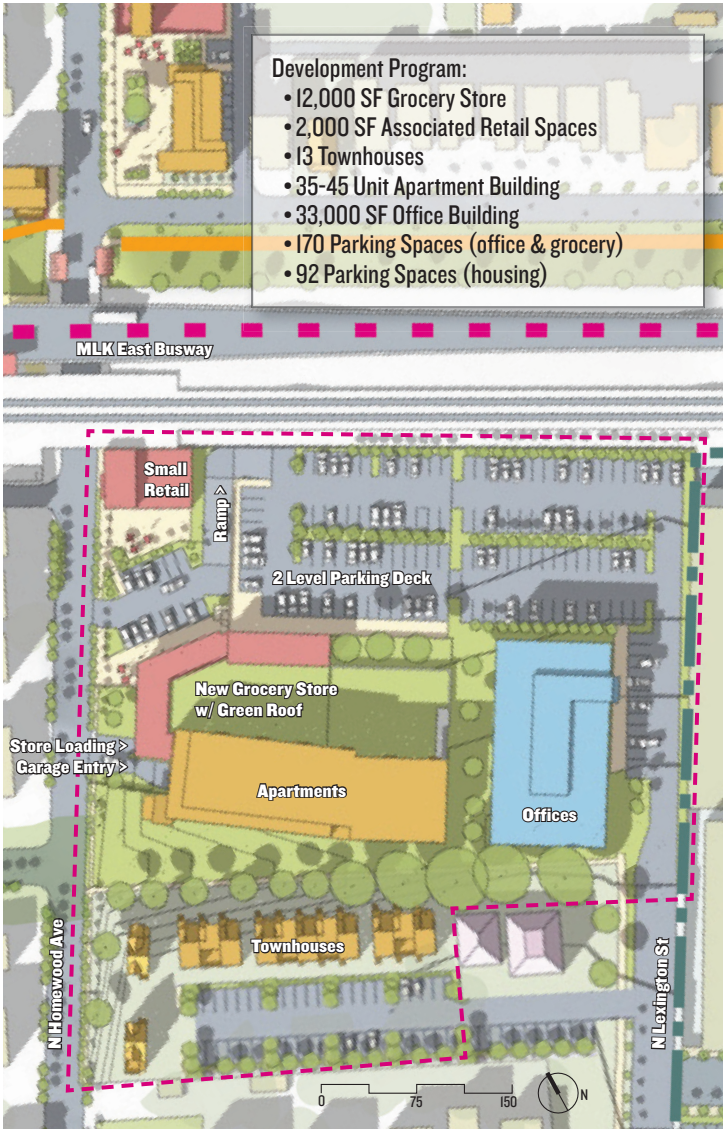 Development Program:
• 12,000 SF Grocery Store
• 2,000 SF Associated Retail Spaces
• 13 Townhouses
• 35-45 Unit Apartment Building
• 33,000 SF Office Building
• 170 Parking Spaces (office & grocery)
• 92 Parking Spaces (housing)
MLK East Busway
Small
Retail
Ramp >
2 Level Parking Deck
New Grocery Store
w/ Green Roof
Store Loading >
Garage Entry >
Apartments
Offices
Townhouses
N Homewood Ave
N Lexington St
0 75 150
N